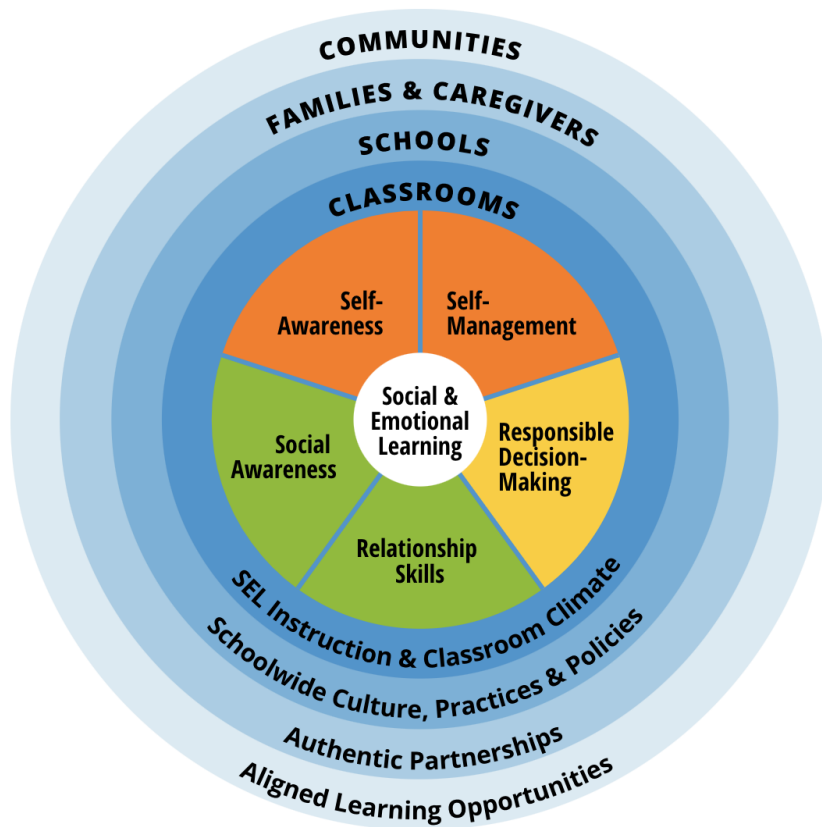 COMMUNITIES
FAMILIES & CAREGIVERS
SCHOOLS
CLASSROOMS
Self-
Awareness
Self-
Management
Social &
Emotional
Learning
Social
Awareness
Responsible
Decision-
Making
Relationship
Skills
SEL Instruction & Classroom Climate
Schoolwide Culture, Practices & Policies
Authentic Partnerships
Aligned Learning Opportunities